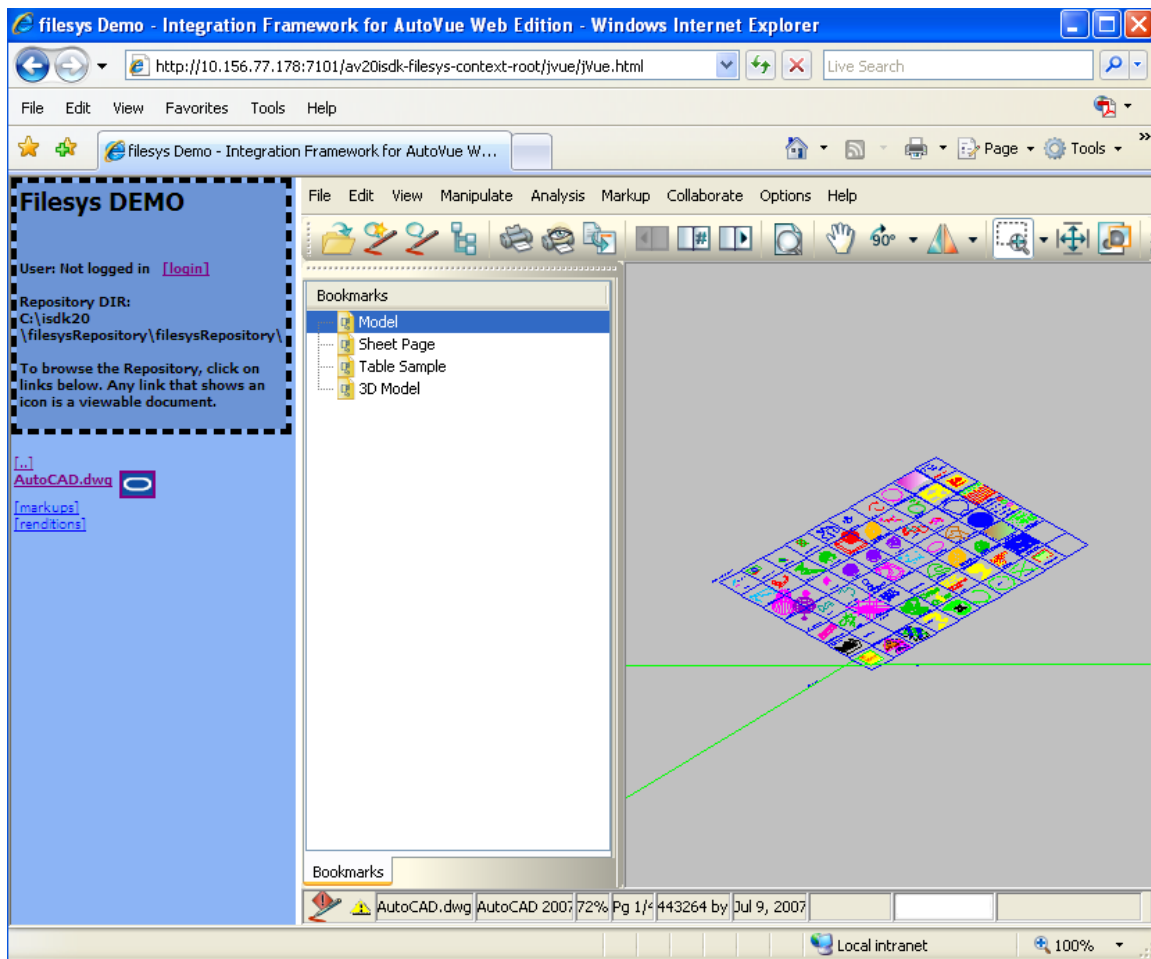 filesys Demo - Integration Framework for AutoVue Web Edition - Windows Internet Explorer
http://10.156.77.178:7101/av20isdk-filesys-context-root/jvue/jVue.html
Live Search
File Edit View Favorites Tools Help
filesys Demo - Integration Framework for AutoVue W...
Page Tools »
Filesys DEMO
User: Not logged in [login]
Repository DIR:
C:\isdk20
\filesysRepository\filesysRepository\
To browse the Repository, click on
links below. Any link that shows an
icon is a viewable document.
[..]
AutoCAD.dwg
[markups]
[renditions]
File Edit View Manipulate Analysis Markup Collaborate Options Help
# 90°
Bookmarks
Model
Sheet Page
Table Sample
3D Model
Bookmarks
AutoCAD.dwg AutoCAD 2007 72% Pg 1/4 443264 by Jul 9, 2007
Local intranet 100%